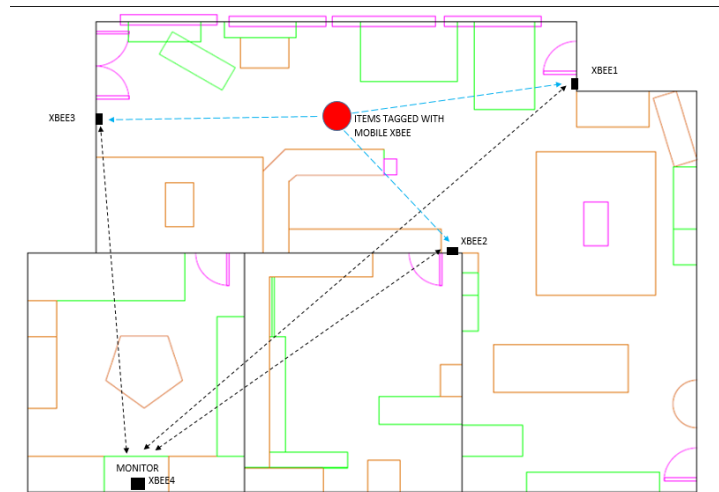 XBEE1
XBEE3
ITEMS TAGGED WITH
MOBILE XBEE
XBEE2
MONITOR
XBEE4